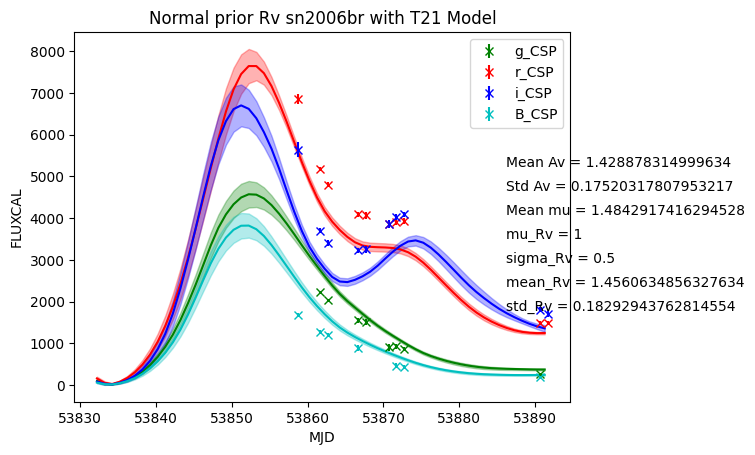 Normal prior Rv sn2006br with T21 Model
8000
7000
6000
5000
4000
3000
2000
1000
0
FLUXCAL
g_CSP
r_CSP
i_CSP
B_CSP
Mean Av = 1.428878314999634
Std Av = 0.17520317807953217
Mean mu = 1.4842917416294528
mu_Rv = 1
sigma_Rv = 0.5
mean_Rv = 1.4560634856327634
std_Rv = 0.18292943762814554
53830 53840 53850 53860 53870 53880 53890
MJD